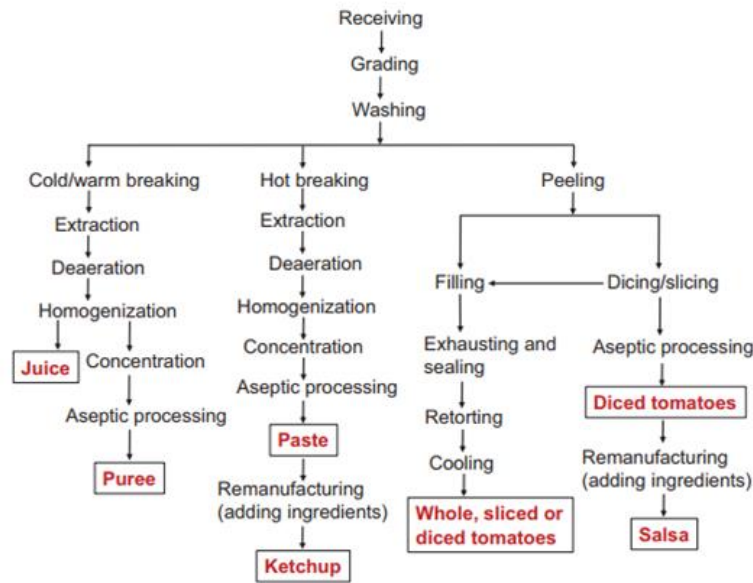 Receiving
Grading
Washing
Cold/warm breaking
Extraction
Deaeration
Homogenization
Juice
Concentration
Aseptic processing
Puree
Hot breaking
Extraction
Deaeration
Homogenization
Concentration
Aseptic processing
Paste
Remanufacturing
(adding ingredients)
Ketchup
Peeling
Filling
Exhausting and
sealing
Retorting
Cooling
Whole, sliced or
diced tomatoes
Dicing/slicing
Aseptic processing
Diced tomatoes
Remanufacturing
(adding ingredients)
Salsa